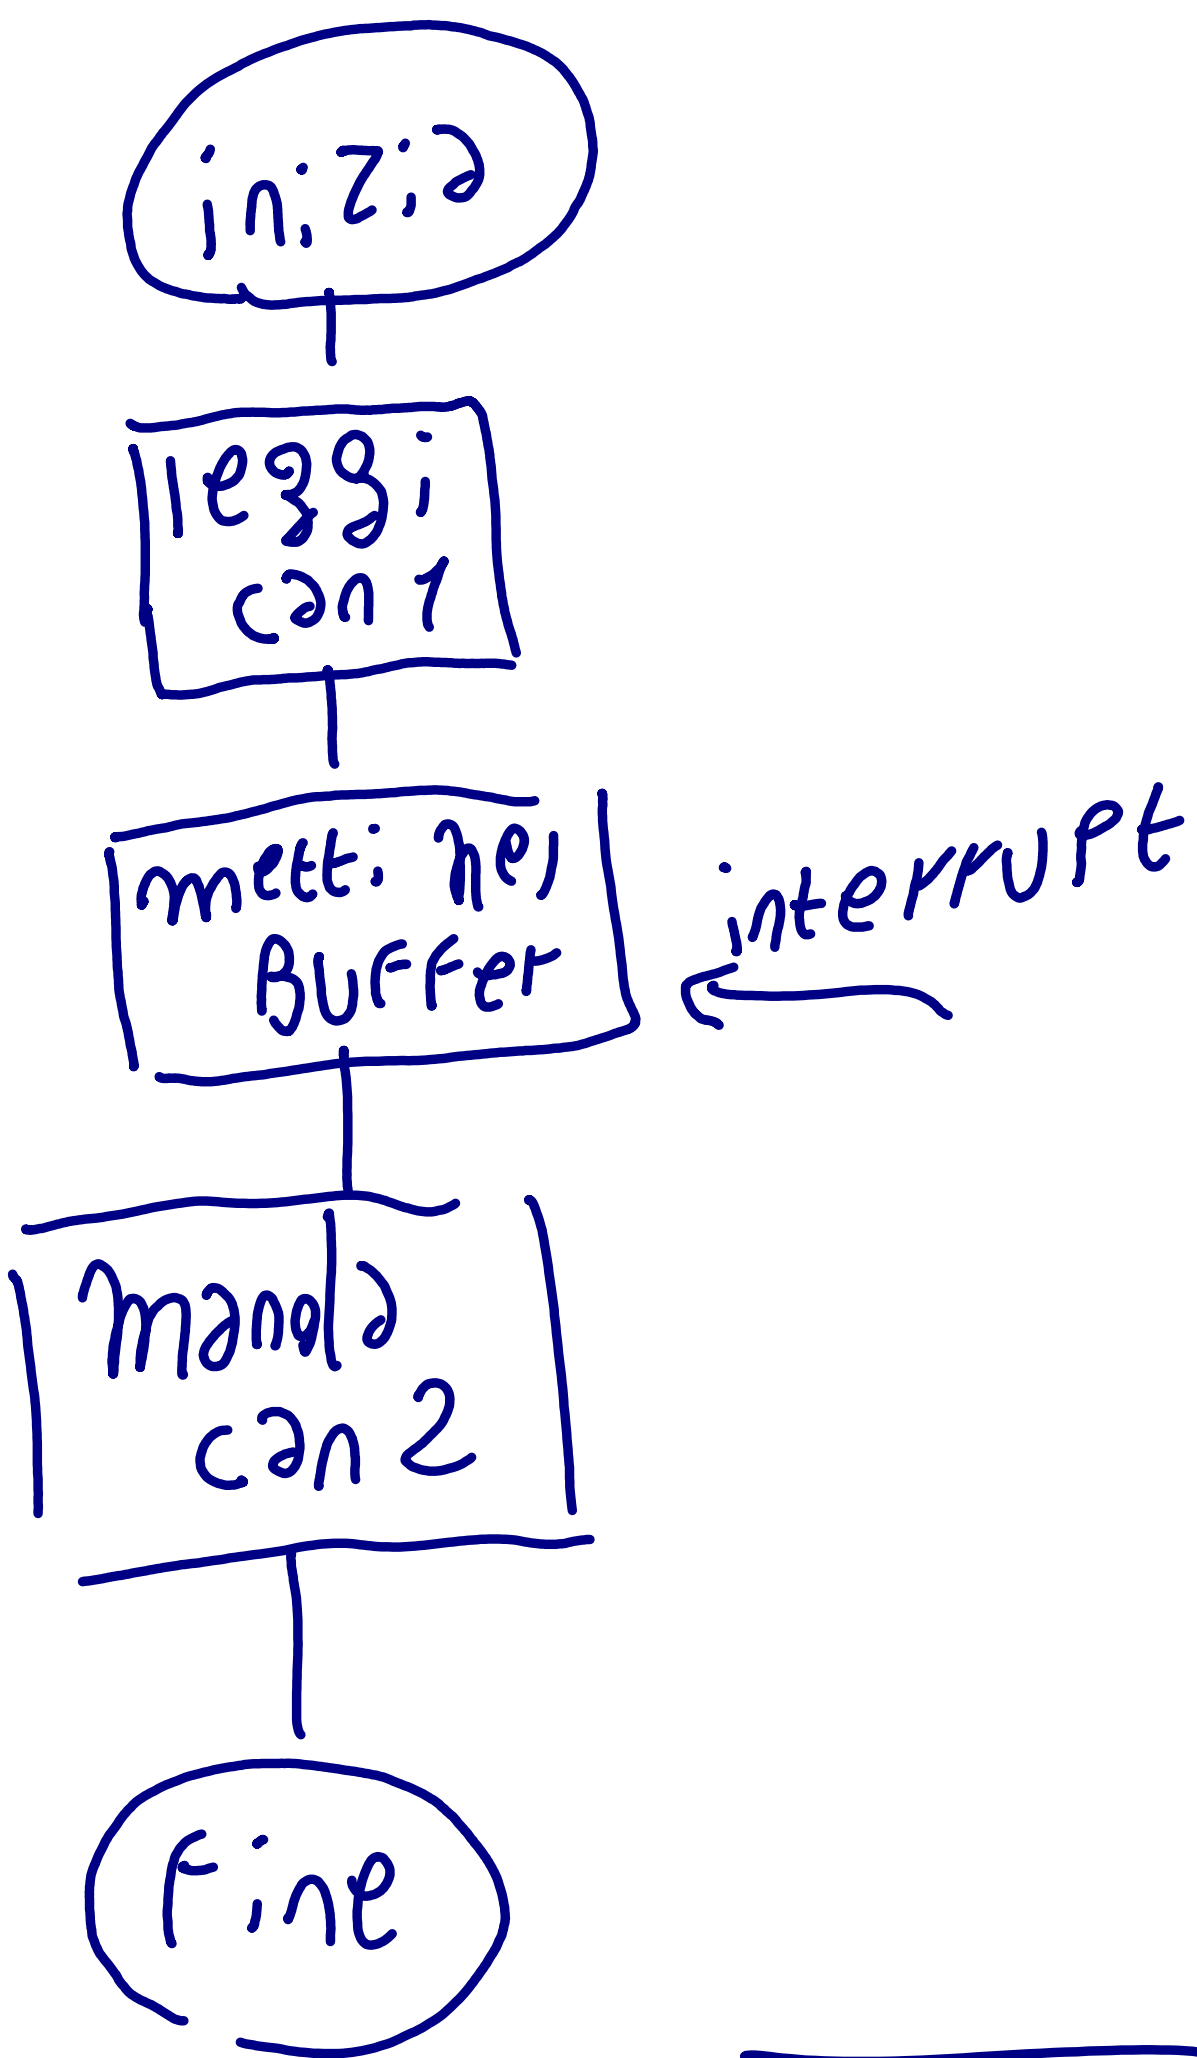 inizia
leggi
can 1
metti nel
Buffer
interrupt
Manda
can 2
Fine